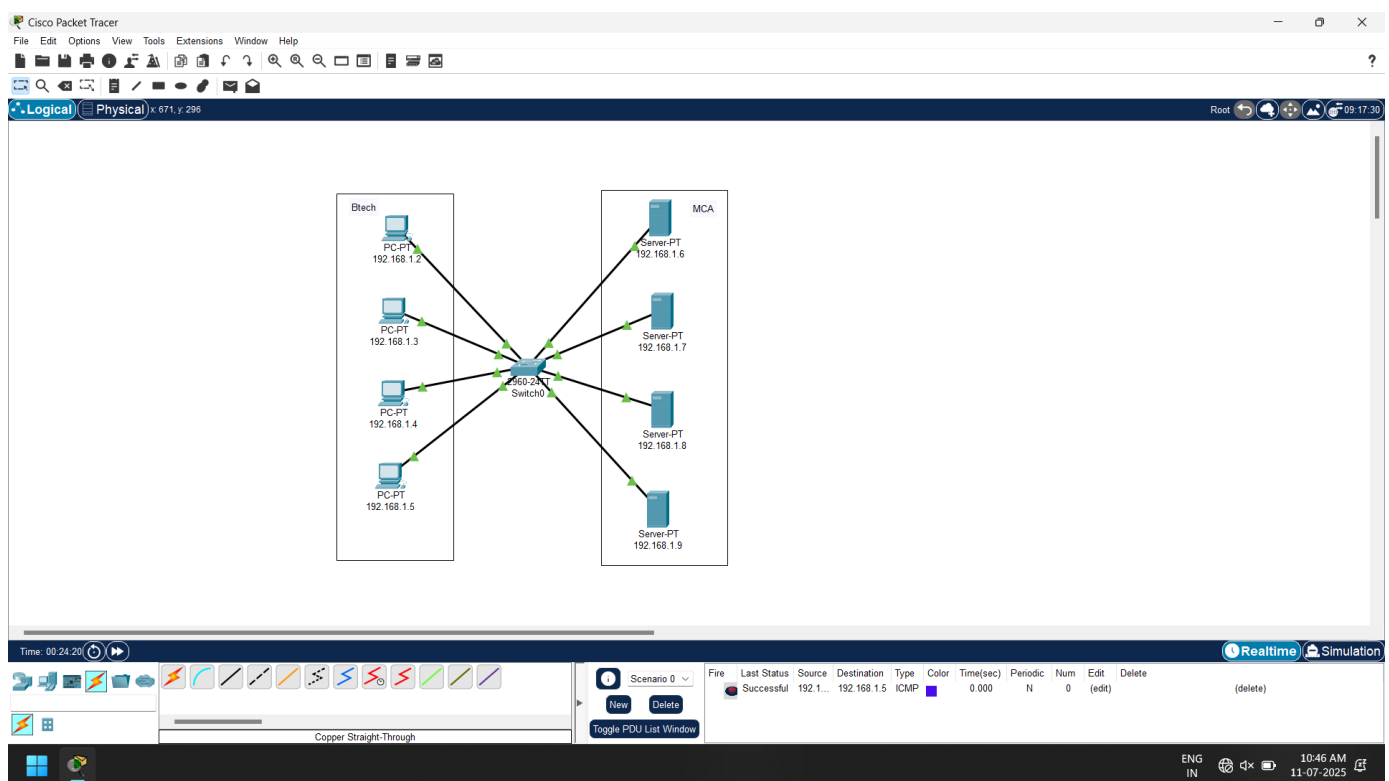 Cisco Packet Tracer
File Edit Options View Tools Extensions Window Help
?
Logical Physical x: 671, y: 296 Root 09:17:30
Btech
PC-PT
192.168.1.2
PC-PT
192.168.1.3
PC-PT
192.168.1.4
PC-PT
192.168.1.5
2960-24TT
Switch0
MCA
Server-PT
192.168.1.6
Server-PT
192.168.1.7
Server-PT
192.168.1.8
Server-PT
192.168.1.9
Time: 00:24:20 Realtime Simulation
Scenario 0
New Delete
Toggle PDU List Window
Fire Last Status Source Destination Type Color Time(sec) Periodic Num Edit Delete
Successful 192.1... 192.168.1.5 ICMP 0.000 N 0 (edit) (delete)
Copper Straight-Through
ENG
IN
10:46 AM
11-07-2025